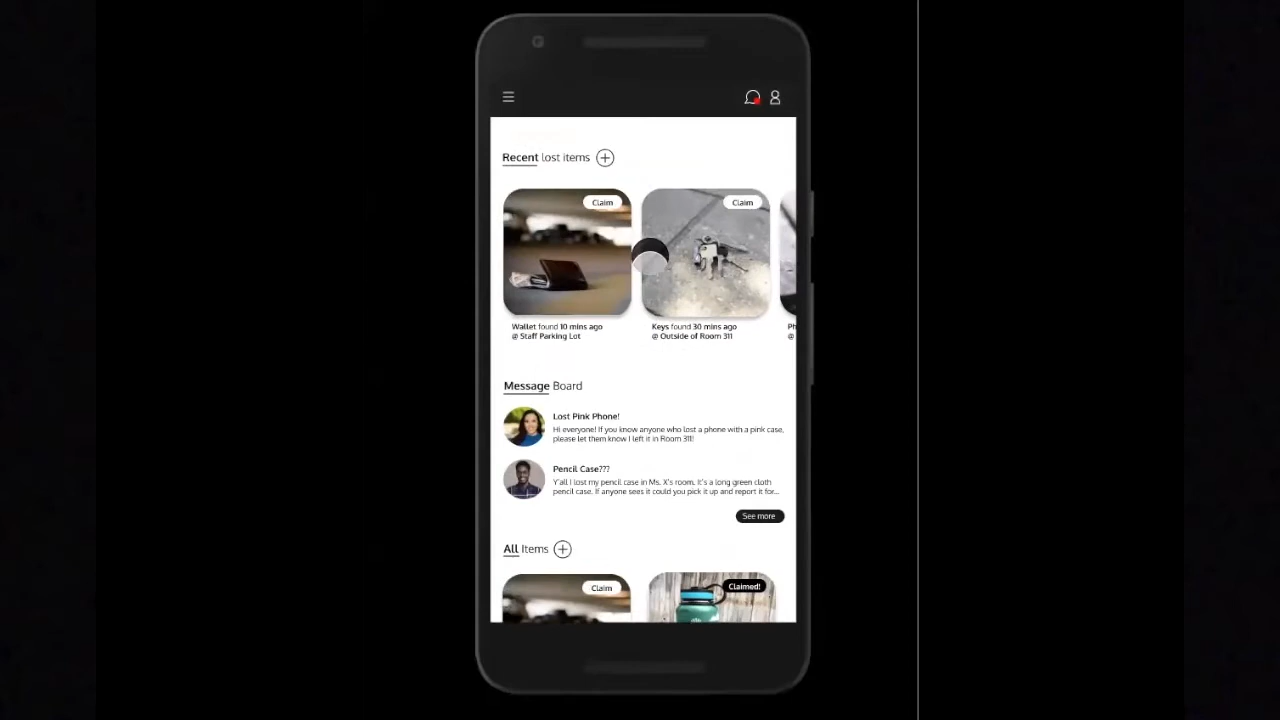 Recent lost items
Claim
Claim
Wallet found 10 mins ago
@ Staff Parking Lot
Keys found 30 mins ago
@ Outside of Room 311
Ph
@
Message Board
Lost Pink Phone!
Hi everyone! If you know anyone who lost a phone with a pink case,
please let them know I left it in Room 311!
Pencil Case???
Y'all I lost my pencil case in Ms. X's room. It's a long green cloth
pencil case. If anyone sees it could you pick it up and report it for...
See more
All Items
Claim
Claimed!